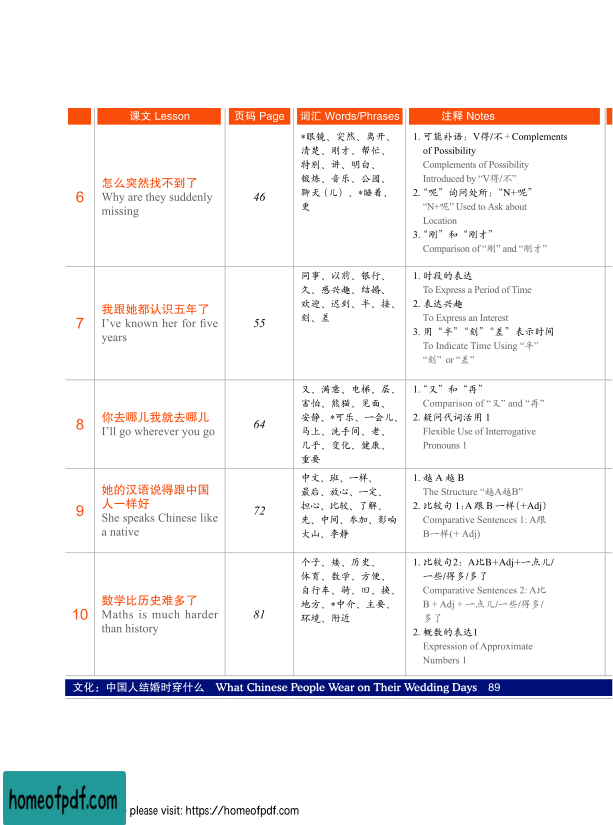 课文 Lesson 页码 Page 词汇 Words/Phrases 注释 Notes
6
怎么突然找不到了
Why are they suddenly
missing
46
*眼镜、突然、离开、
清楚、刚才、帮忙、
特别、讲、明白、
锻炼、音乐、公园、
聊天（儿）、*睡着、
更
1. 可能补语：V得/不 + Complements
of Possibility
Complements of Possibility
Introduced by “V得/不”
2. “呢” 询问处所：“N+呢”
“N+呢” Used to Ask about
Location
3. “刚” 和 “刚才”
Comparison of “刚” and “刚才”
7
我跟她都认识五年了
I’ve known her for five
years
55
同事、以前、银行、
久、感兴趣、结婚、
欢迎、迟到、半、接、
刻、差
1. 时段的表达
To Express a Period of Time
2. 表达兴趣
To Express an Interest
3. 用 “半” “刻” “差” 表示时间
To Indicate Time Using “半”
“刻” or “差”
8
你去哪儿我就去哪儿
I’ll go wherever you go
64
又、满意、电梯、层、
害怕、熊猫、见面、
安静、*可乐、一会儿、
马上、洗手间、老、
几乎、变化、健康、
重要
1. “又” 和 “再”
Comparison of “又” and “再”
2. 疑问代词活用 1
Flexible Use of Interrogative
Pronouns 1
9
她的汉语说得跟中国
人一样好
She speaks Chinese like
a native
72
中文、班、一样、
最后、放心、一定、
担心、比较、了解、
先、中间、参加、影响
大山、李静
1. 越 A 越 B
The Structure “越A越B”
2. 比较句 1：A 跟 B 一样 (+Adj)
Comparative Sentences 1: A跟
B一样(+ Adj)
10
数学比历史难多了
Maths is much harder
than history
81
个子、矮、历史、
体育、数学、方便、
自行车、骑、旧、换、
地方、*中介、主要、
环境、附近
1. 比较句2：A比B+Adj+一点儿/
一些/得多/多了
Comparative Sentences 2: A比
B + Adj + 一点儿/一些/得多/
多了
2. 概数的表达1
Expression of Approximate
Numbers 1
文化：中国人结婚时穿什么 What Chinese People Wear on Their Wedding Days 89
homeofpdf.com
please visit: https://homeofpdf.com